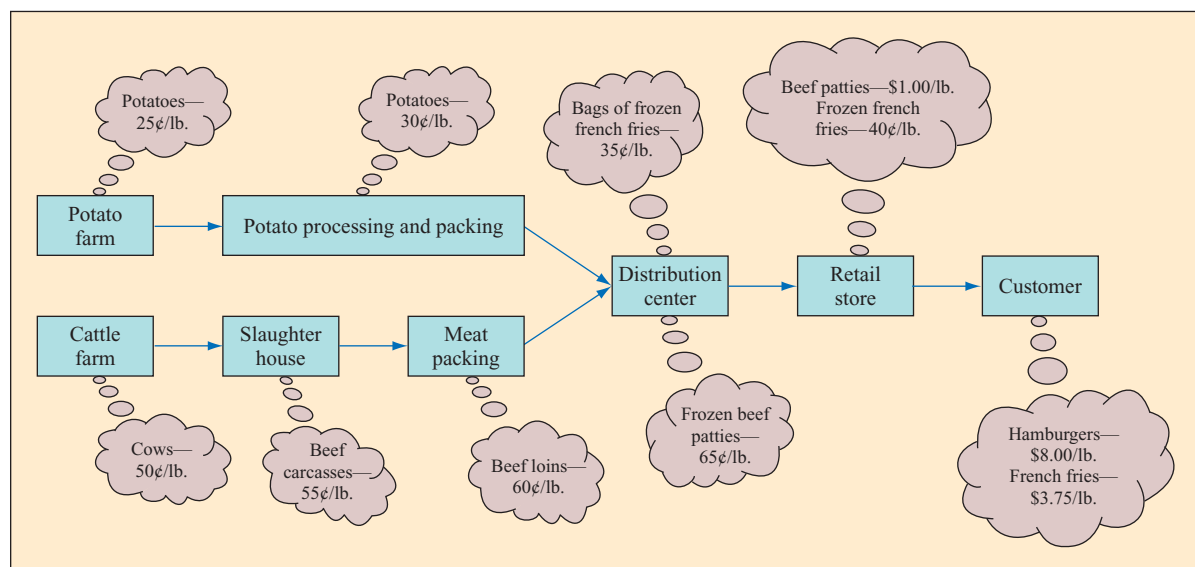 Potatoes—
25¢/lb.
Potatoes—
30¢/lb.
Bags of frozen
french fries—
35¢/lb.
Beef patties—$1.00/lb.
Frozen french
fries—40¢/lb.
Potato
farm
Potato processing and packing
Distribution
center
Retail
store
Customer
Cattle
farm
Slaughter
house
Meat
packing
Cows—
50¢/lb.
Beef
carcasses—
55¢/lb.
Beef loins—
60¢/lb.
Frozen beef
patties—
65¢/lb.
Hamburgers—
$8.00/lb.
French fries—
$3.75/lb.